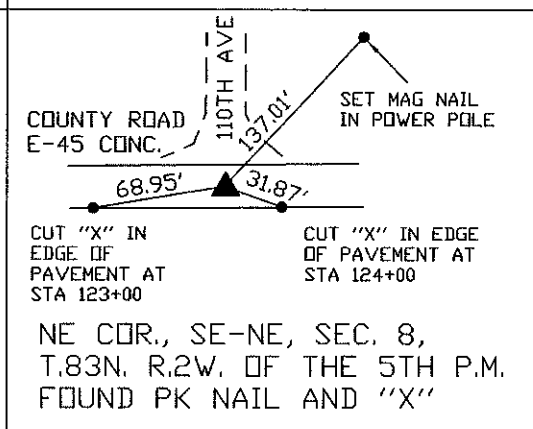 110TH AVE
137.01'
SET MAG NAIL
IN POWER POLE
COUNTY ROAD
E-45 CONC.
68.95'
31.87'
CUT "X" IN
EDGE OF
PAVEMENT AT
STA 123+00
CUT "X" IN EDGE
OF PAVEMENT AT
STA 124+00
NE COR., SE-NE, SEC. 8,
T.83N. R.2W. OF THE 5TH P.M.
FOUND PK NAIL AND "X"